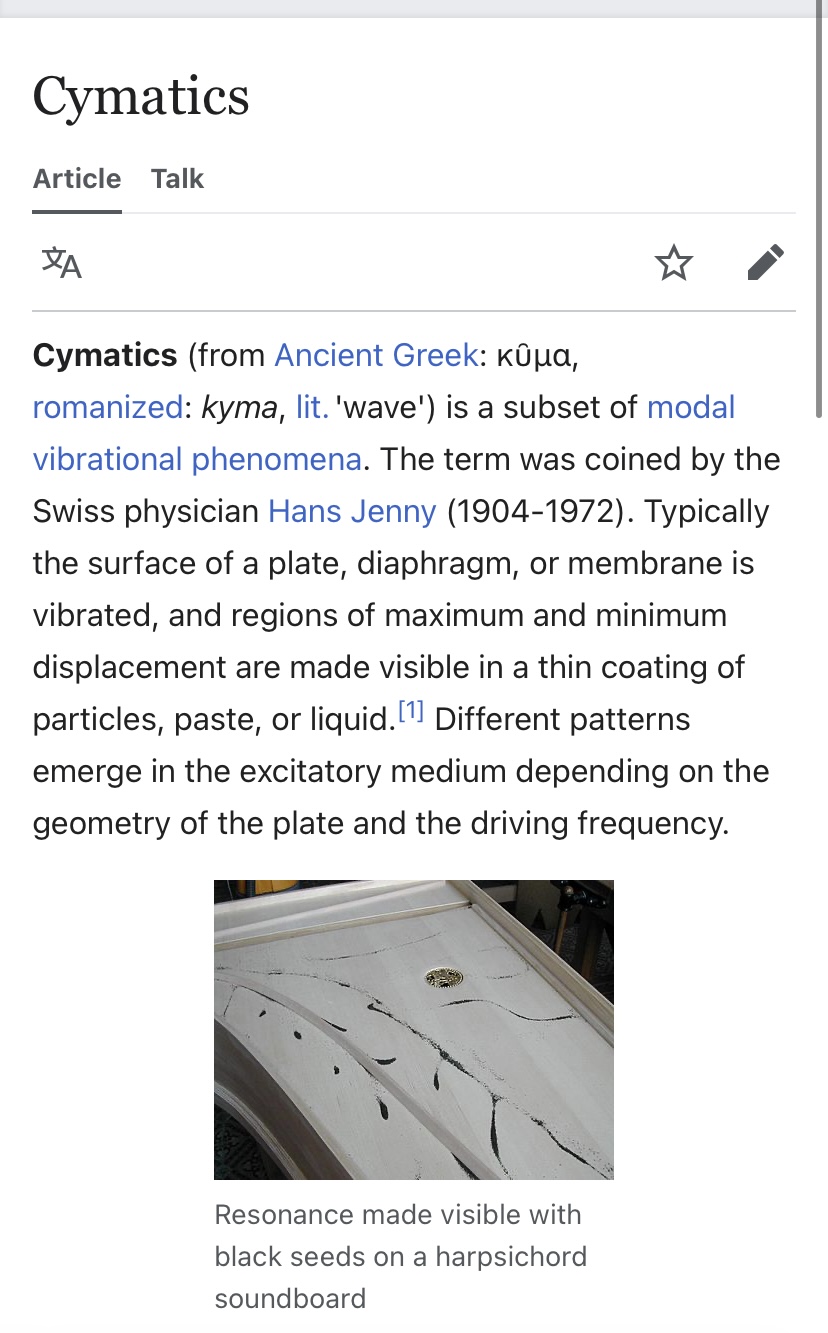 Cymatics
Article Talk
Cymatics (from Ancient Greek: κῦμα,
romanized: kyma, lit. 'wave') is a subset of modal
vibrational phenomena. The term was coined by the
Swiss physician Hans Jenny (1904-1972). Typically
the surface of a plate, diaphragm, or membrane is
vibrated, and regions of maximum and minimum
displacement are made visible in a thin coating of
particles, paste, or liquid.[1] Different patterns
emerge in the excitatory medium depending on the
geometry of the plate and the driving frequency.
Resonance made visible with
black seeds on a harpsichord
soundboard